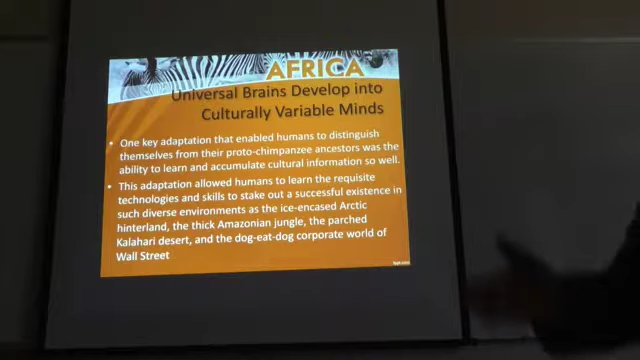 AFRICA
Universal Brains Develop into
Culturally Variable Minds
• One key adaptation that enabled humans to distinguish
themselves from their proto-chimpanzee ancestors was the
ability to learn and accumulate cultural information so well.
• This adaptation allowed humans to learn the requisite
technologies and skills to stake out a successful existence in
such diverse environments as the ice-encased Arctic
hinterland, the thick Amazonian jungle, the parched
Kalahari desert, and the dog-eat-dog corporate world of
Wall Street